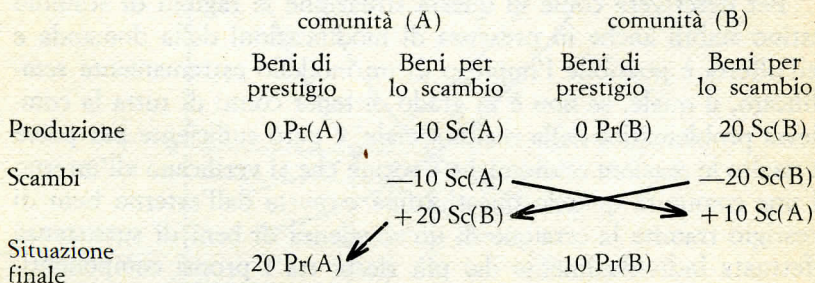 comunità (A) comunità (B)
Beni di Beni per Beni di Beni per
prestigio lo scambio prestigio lo scambio
Produzione 0 Pr(A) 10 Sc(A) 0 Pr(B) 20 Sc(B)
Scambi —10 Sc(A) —20 Sc(B)
+20 Sc(B) +10 Sc(A)
Situazione
finale 20 Pr(A) 10 Pr(B)